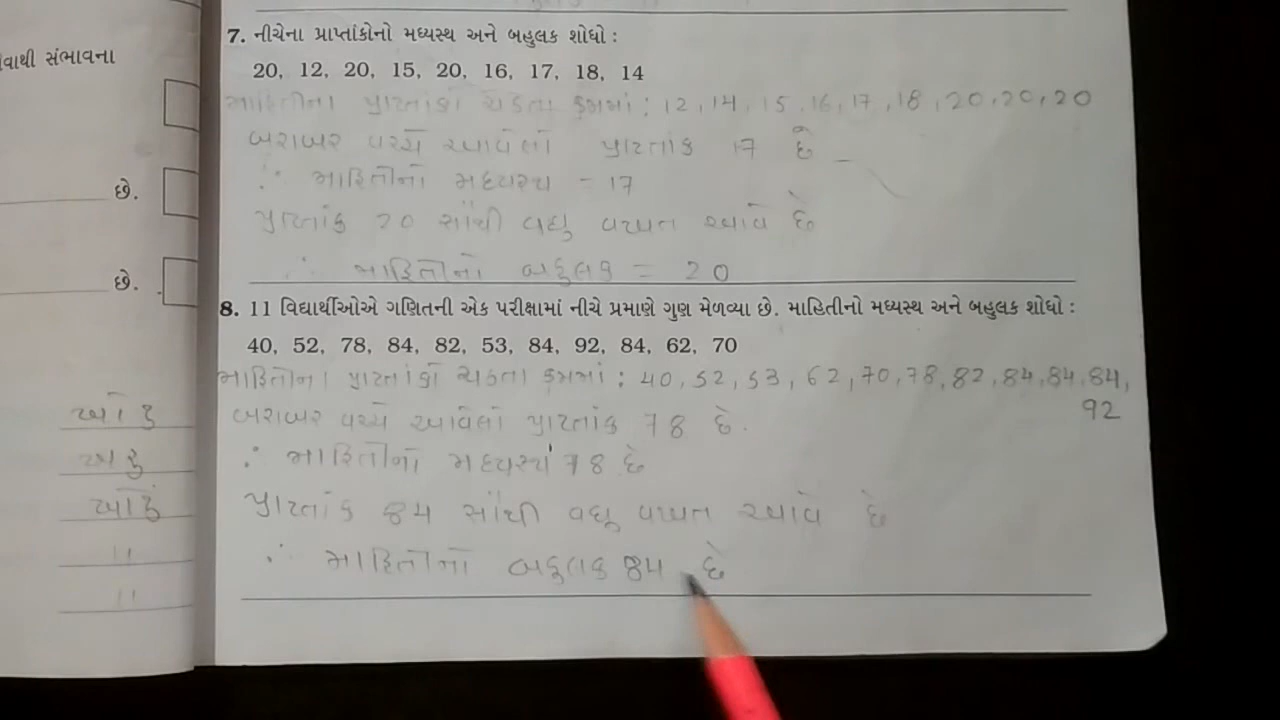 વાથી સંભાવના
છે.
છે.
ખોટું
ખરું
ખોટું
"
"
7. નીચેના પ્રાપ્તાંકોનો મધ્યસ્થ અને બહુલક શોધો :
20, 12, 20, 15, 20, 16, 17, 18, 14
માહિતીના પ્રાપ્તાંકો ચડતા ક્રમમાં : 12, 14, 15, 16, 17, 18, 20, 20, 20
બરાબર વચ્ચે આવેલો પ્રાપ્તાંક 17 છે
∴ માહિતીનો મધ્યસ્થ = 17
પ્રાપ્તાંક 20 સૌથી વધુ વખત આવે છે
∴ માહિતીનો બહુલક = 20
8. 11 વિદ્યાર્થીઓએ ગણિતની એક પરીક્ષામાં નીચે પ્રમાણે ગુણ મેળવ્યા છે. માહિતીનો મધ્યસ્થ અને બહુલક શોધો :
40, 52, 78, 84, 82, 53, 84, 92, 84, 62, 70
માહિતીના પ્રાપ્તાંકો ચડતા ક્રમમાં : 40, 52, 53, 62, 70, 78, 82, 84, 84, 84,
92
બરાબર વચ્ચે આવેલો પ્રાપ્તાંક 78 છે.
∴ માહિતીનો મધ્યસ્થ 78 છે
પ્રાપ્તાંક 84 સૌથી વધુ વખત આવે છે
∴ માહિતીનો બહુલક 84 છે